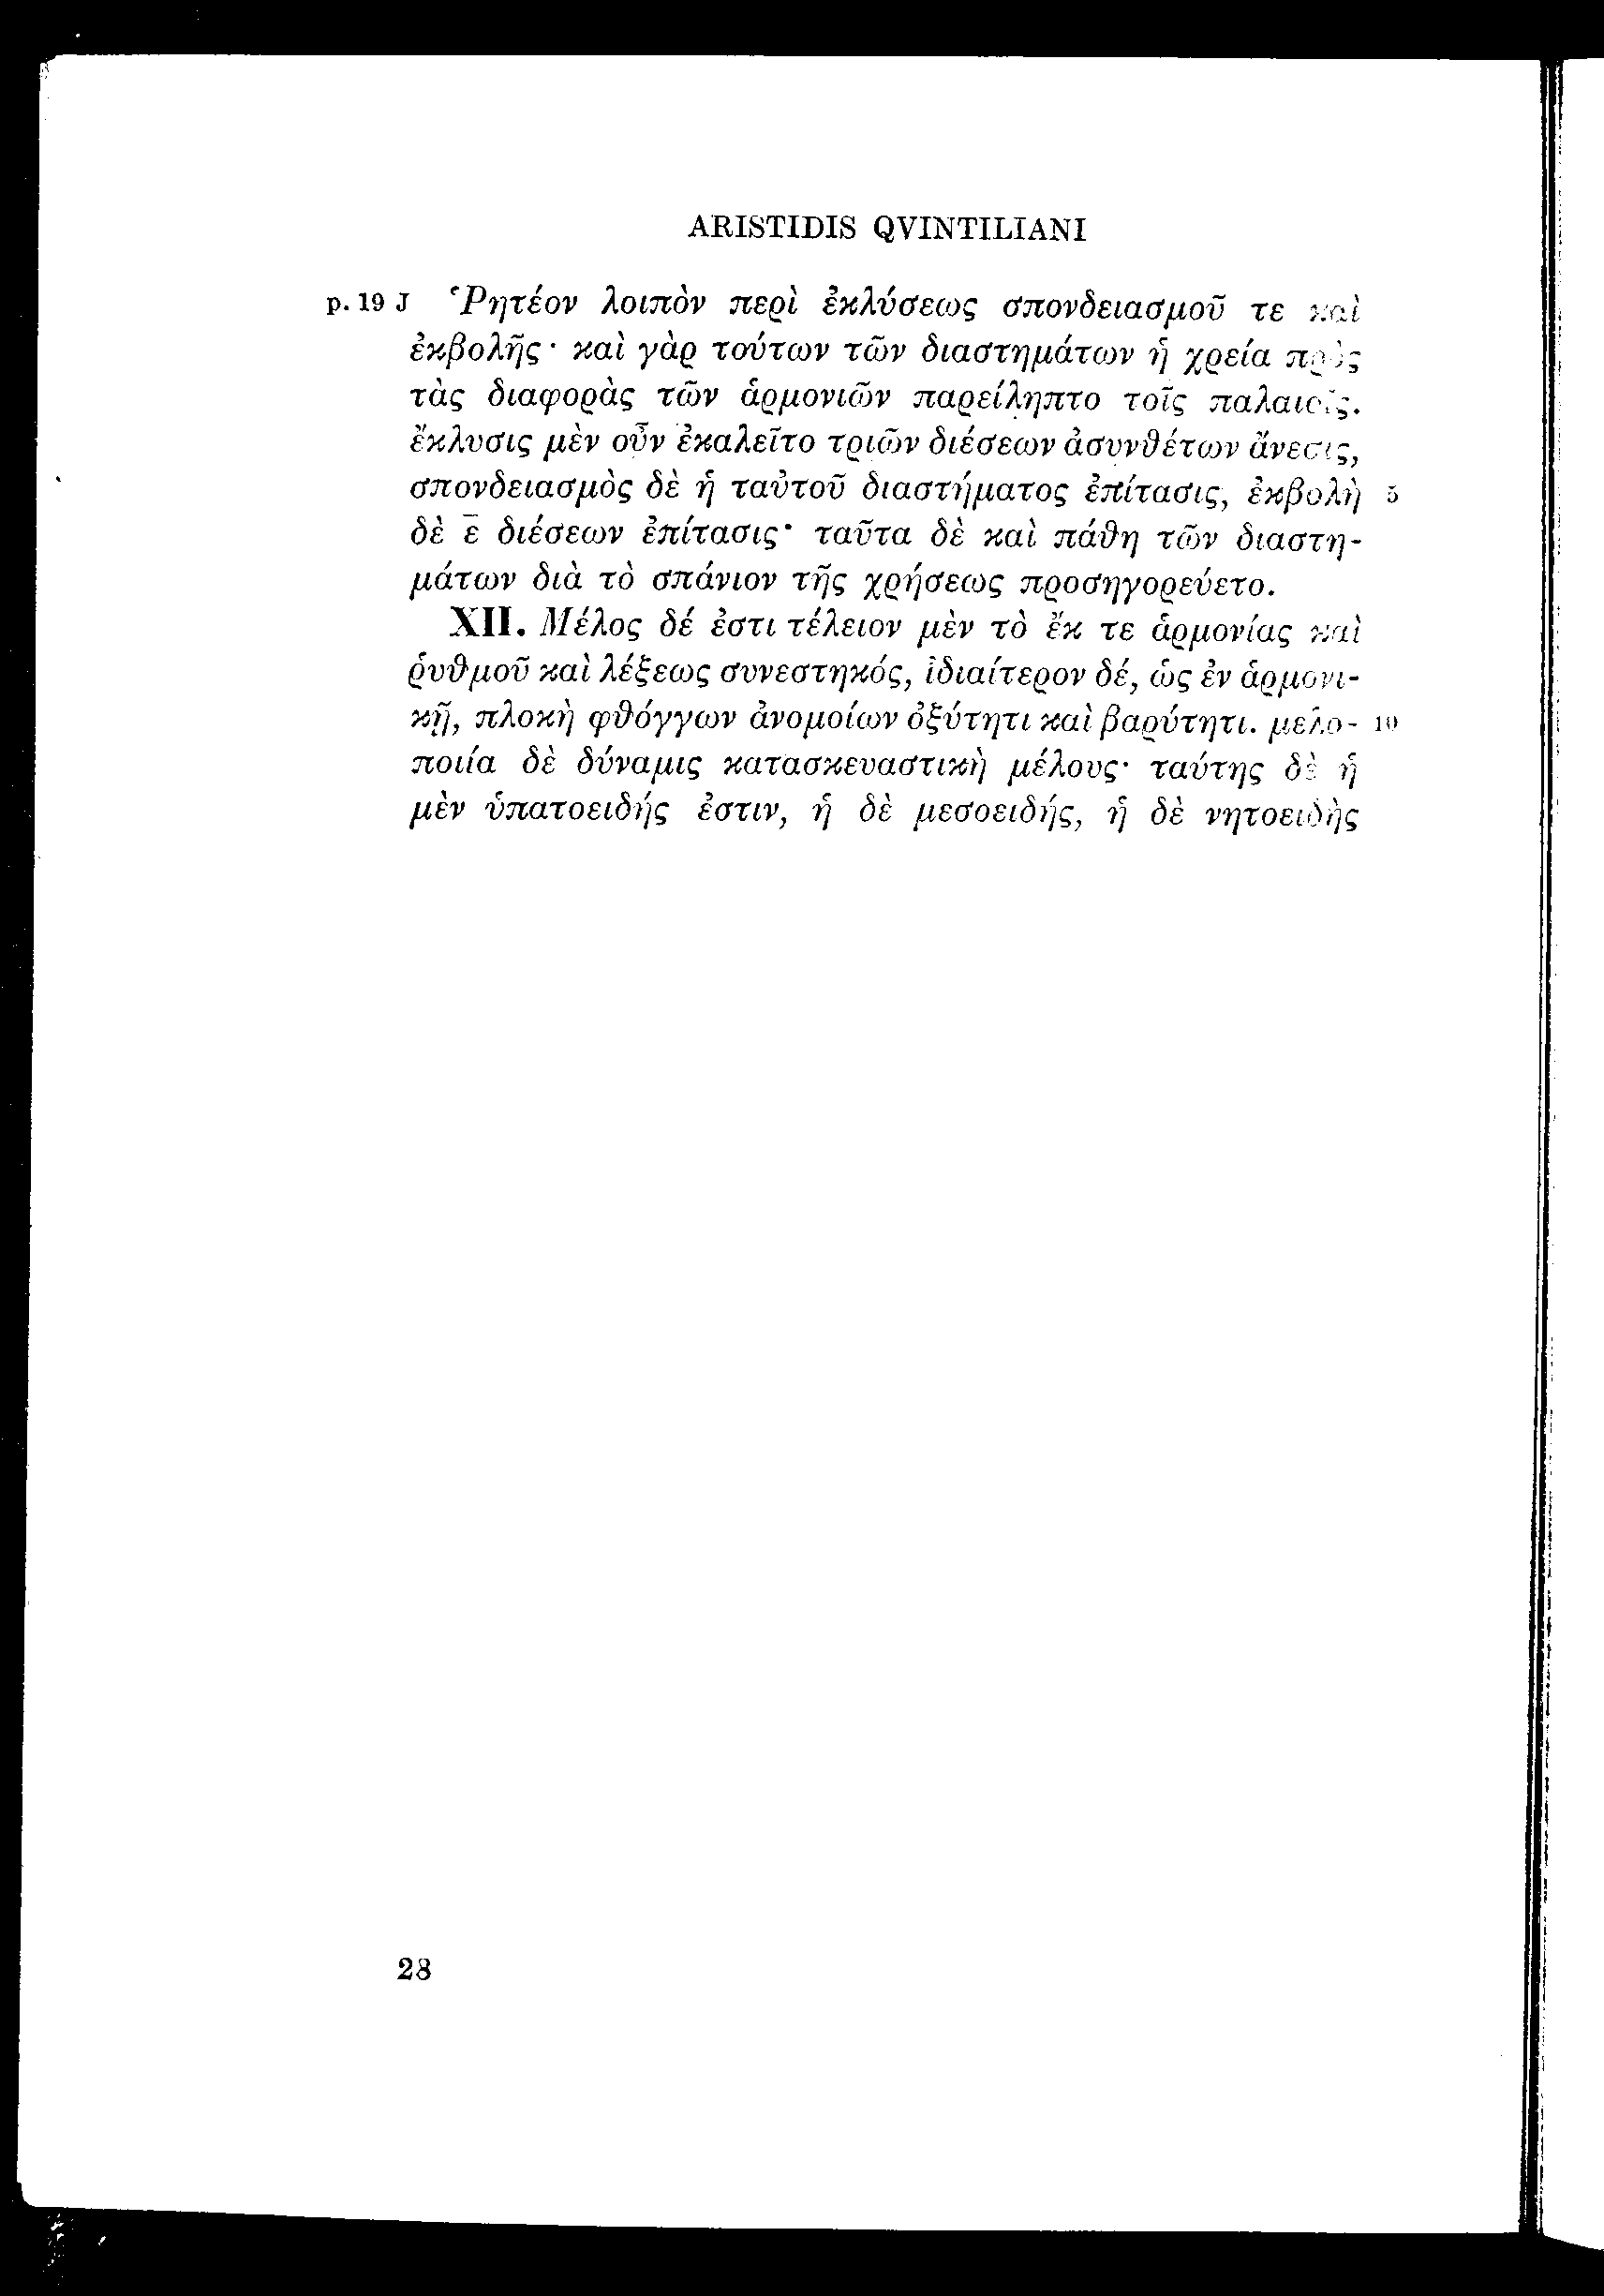 ARISTIDIS QVINTILIANI
p. 19 J Ῥητέον λοιπὸν περὶ ἐκλύσεως σπονδειασμοῦ τε καὶ
ἐκβολῆς· καὶ γὰρ τούτων τῶν διαστημάτων ἡ χρεία πρὸς
τὰς διαφορὰς τῶν ἁρμονιῶν παρείληπτο τοῖς παλαιοῖς.
ἔκλυσις μὲν οὖν ἐκαλεῖτο τριῶν διέσεων ἀσυνθέτων ἄνεσις,
σπονδειασμὸς δὲ ἡ ταὐτοῦ διαστήματος ἐπίτασις, ἐκβολὴ 5
δὲ ε̄ διέσεων ἐπίτασις· ταῦτα δὲ καὶ πάθη τῶν διαστη-
μάτων διὰ τὸ σπάνιον τῆς χρήσεως προσηγορεύετο.
XII. Μέλος δέ ἐστι τέλειον μὲν τὸ ἔκ τε ἁρμονίας καὶ
ῥυθμοῦ καὶ λέξεως συνεστηκός, ἰδιαίτερον δέ, ὡς ἐν ἁρμονι-
κῇ, πλοκὴ φθόγγων ἀνομοίων ὀξύτητι καὶ βαρύτητι. μελο- 10
ποιία δὲ δύναμις κατασκευαστικὴ μέλους· ταύτης δὲ ἡ
μὲν ὑπατοειδής ἐστιν, ἡ δὲ μεσοειδής, ἡ δὲ νητοειδὴς
28